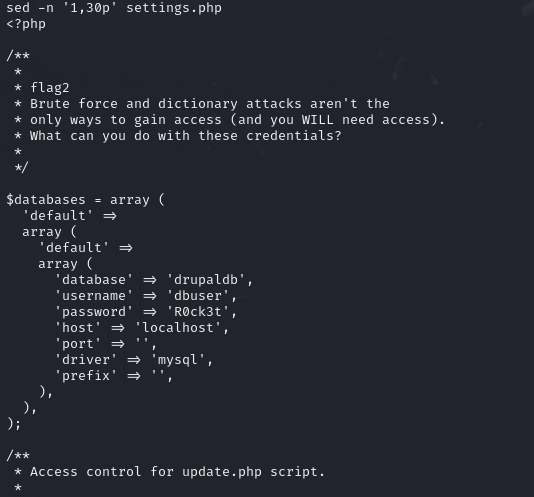 sed -n '1,30p' settings.php
<?php

/**
 *
 * flag2
 * Brute force and dictionary attacks aren't the
 * only ways to gain access (and you WILL need access).
 * What can you do with these credentials?
 *
 */

$databases = array (
  'default' =>
  array (
    'default' =>
    array (
      'database' => 'drupaldb',
      'username' => 'dbuser',
      'password' => 'R0ck3t',
      'host' => 'localhost',
      'port' => '',
      'driver' => 'mysql',
      'prefix' => '',
    ),
  ),
);

/**
 * Access control for update.php script.
 *